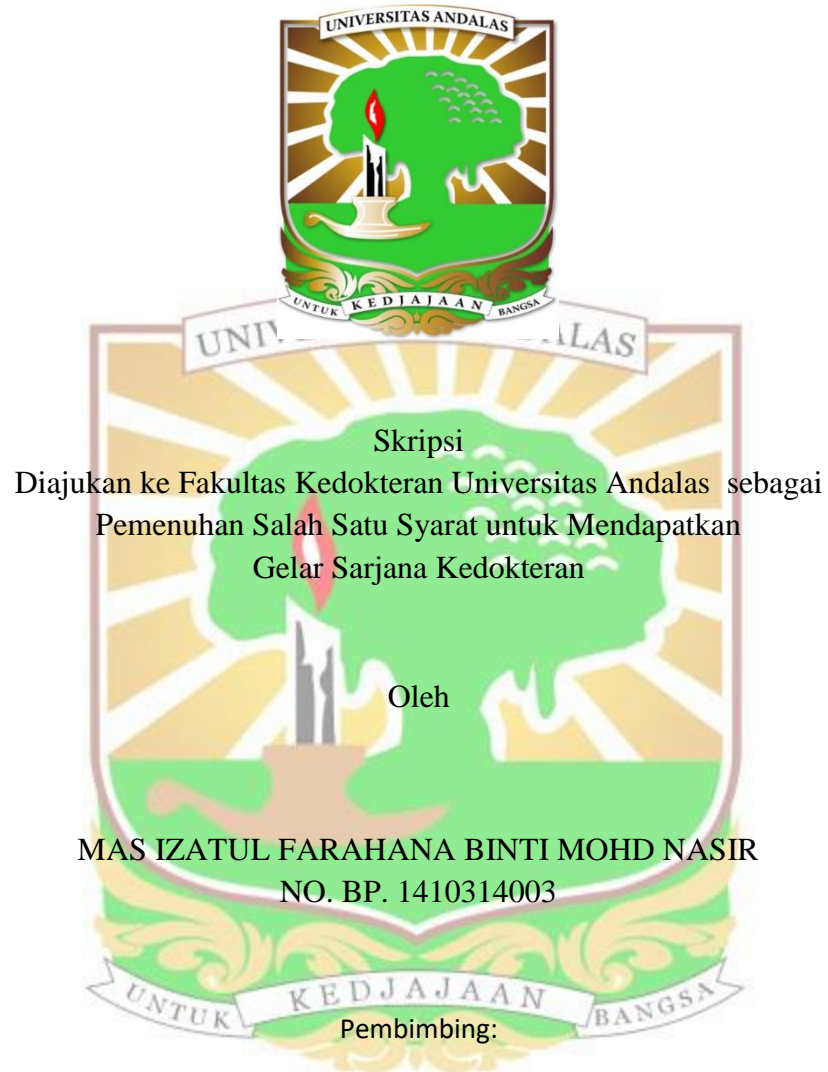 UNIVERSITAS ANDALAS
UNTUK KEDJAJAAN BANGSA
Skripsi
Diajukan ke Fakultas Kedokteran Universitas Andalas sebagai
Pemenuhan Salah Satu Syarat untuk Mendapatkan
Gelar Sarjana Kedokteran
Oleh
MAS IZATUL FARAHANA BINTI MOHD NASIR
NO. BP. 1410314003
UNTUK KEDJAJAAN BANGSA
Pembimbing: